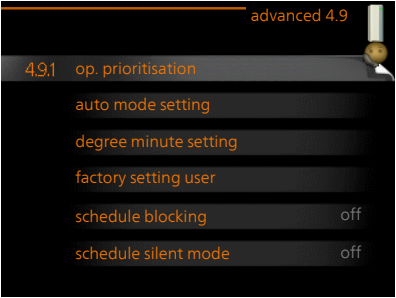 advanced 4.9
4.9.1 op. prioritisation
auto mode setting
degree minute setting
factory setting user
schedule blocking off
schedule silent mode off